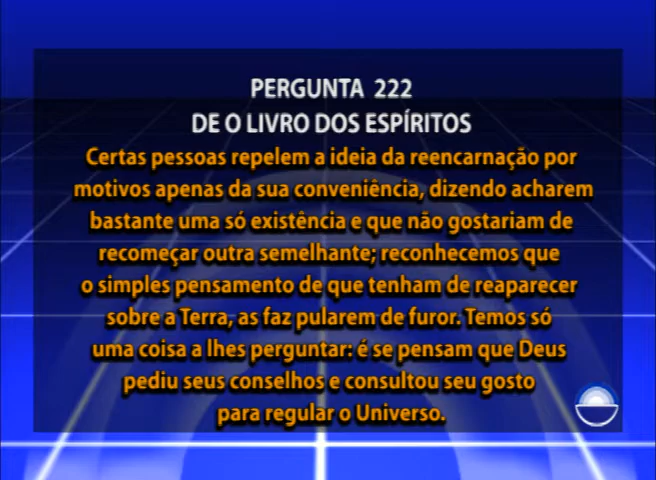 PERGUNTA 222
DE O LIVRO DOS ESPÍRITOS
Certas pessoas repelem a ideia da reencarnação por
motivos apenas da sua conveniência, dizendo acharem
bastante uma só existência e que não gostariam de
recomeçar outra semelhante; reconhecemos que
o simples pensamento de que tenham de reaparecer
sobre a Terra, as faz pularem de furor. Temos só
uma coisa a lhes perguntar: é se pensam que Deus
pediu seus conselhos e consultou seu gosto
para regular o Universo.